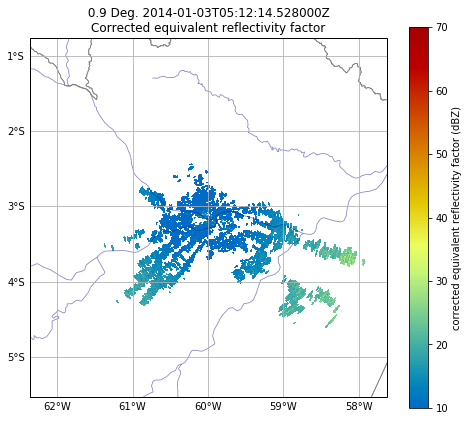 0.9 Deg. 2014-01-03T05:12:14.528000Z
Corrected equivalent reflectivity factor
1°S
2°S
3°S
4°S
5°S
62°W
61°W
60°W
59°W
58°W
70
60
50
40
30
20
10
corrected equivalent reflectivity factor (dBZ)